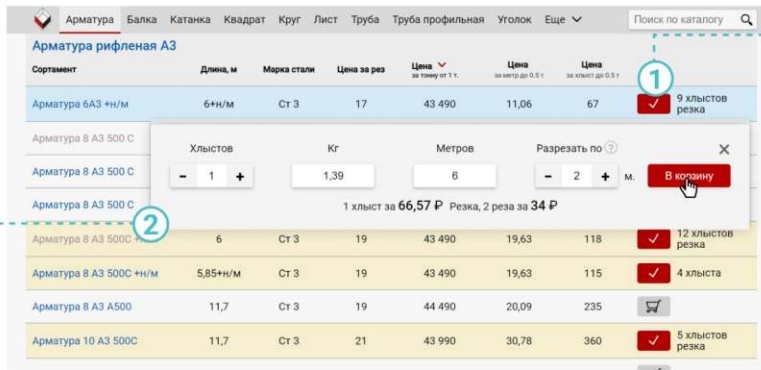 Арматура Балка Катанка Квадрат Круг Лист Труба Труба профильная Уголок Еще Поиск по каталогу
Арматура рифленая А3
Сортамент Длина, м Марка стали Цена за рез Цена за тонну от 1 т. Цена за метр до 0.5 т Цена за хлыст до 0.5 т
1
Арматура 6А3 +н/м 6+н/м Ст 3 17 43 490 11,06 67 9 хлыстов резка
Арматура 8 А3 500 С
Хлыстов Кг Метров Разрезать по ?
Арматура 8 А3 500 С
- 1 + 1,39 6 - 2 + м. В корзину
Арматура 8 А3 500 С
1 хлыст за 66,57 ₽ Резка, 2 реза за 34 ₽
2
Арматура 8 А3 500С 6 Ст 3 19 43 490 19,63 118 12 хлыстов резка
Арматура 8 А3 500С +н/м 5,85+н/м Ст 3 19 43 490 19,63 115 4 хлыста
Арматура 8 А3 А500 11,7 Ст 3 19 44 490 20,09 235
Арматура 10 А3 500С 11,7 Ст 3 21 43 990 30,78 360 5 хлыстов резка